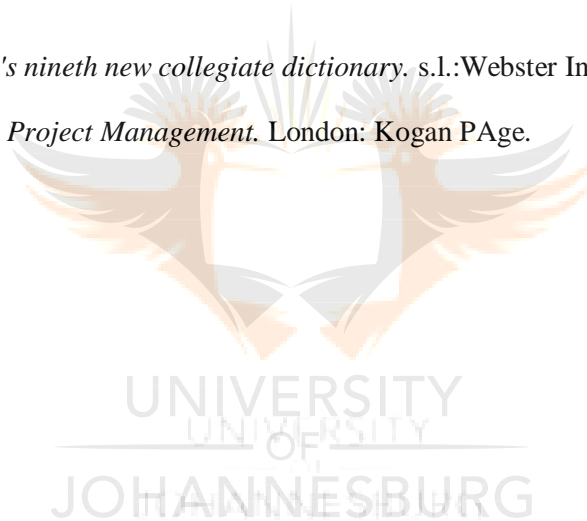 's nineth new collegiate dictionary. s.l.:Webster In
Project Management. London: Kogan PAge.
UNIVERSITY
OF
JOHANNESBURG